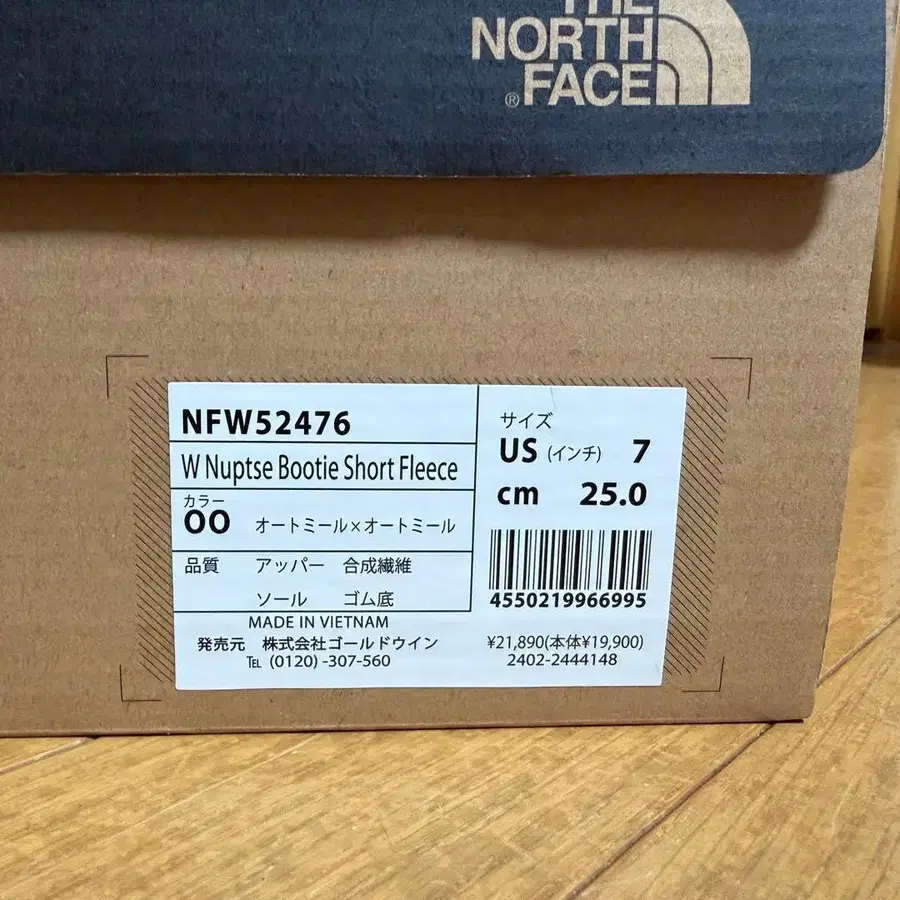 THE
NORTH
® FACE
NFW52476
W Nuptse Bootie Short Fleece
カラー
OO オートミール×オートミール
品質 アッパー 合成繊維
ソール ゴム底
MADE IN VIETNAM
発売元 株式会社ゴールドウイン
TEL (0120) -307-560
サイズ
US (インチ) 7
cm 25.0
4550219966995
¥21,890(本体¥19,900)
2402-2444148